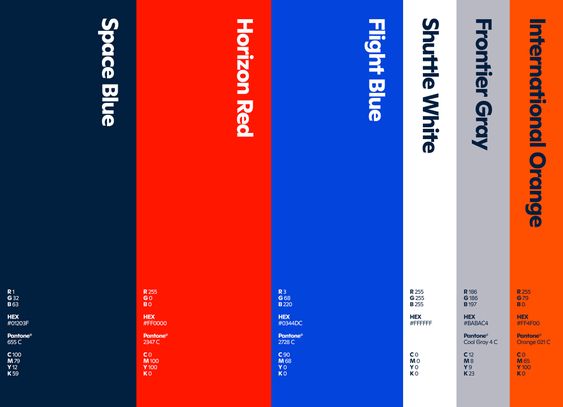 Space Blue
R 1
G 32
B 63
HEX
#01203F
Pantone®
655 C
C 100
M 79
Y 12
K 59
Horizon Red
R 255
G 0
B 0
HEX
#FF0000
Pantone®
2347 C
C 0
M 100
Y 100
K 0
Flight Blue
R 3
G 68
B 220
HEX
#0344DC
Pantone®
2728 C
C 90
M 68
Y 0
K 0
Shuttle White
R 255
G 255
B 255
HEX
#FFFFFF
C 0
M 0
Y 0
K 0
Frontier Gray
R 186
G 186
B 197
HEX
#BABAC4
Pantone®
Cool Gray 4 C
C 12
M 8
Y 9
K 23
International Orange
R 255
G 79
B 0
HEX
#FF4F00
Pantone®
Orange 021 C
C 0
M 65
Y 100
K 0